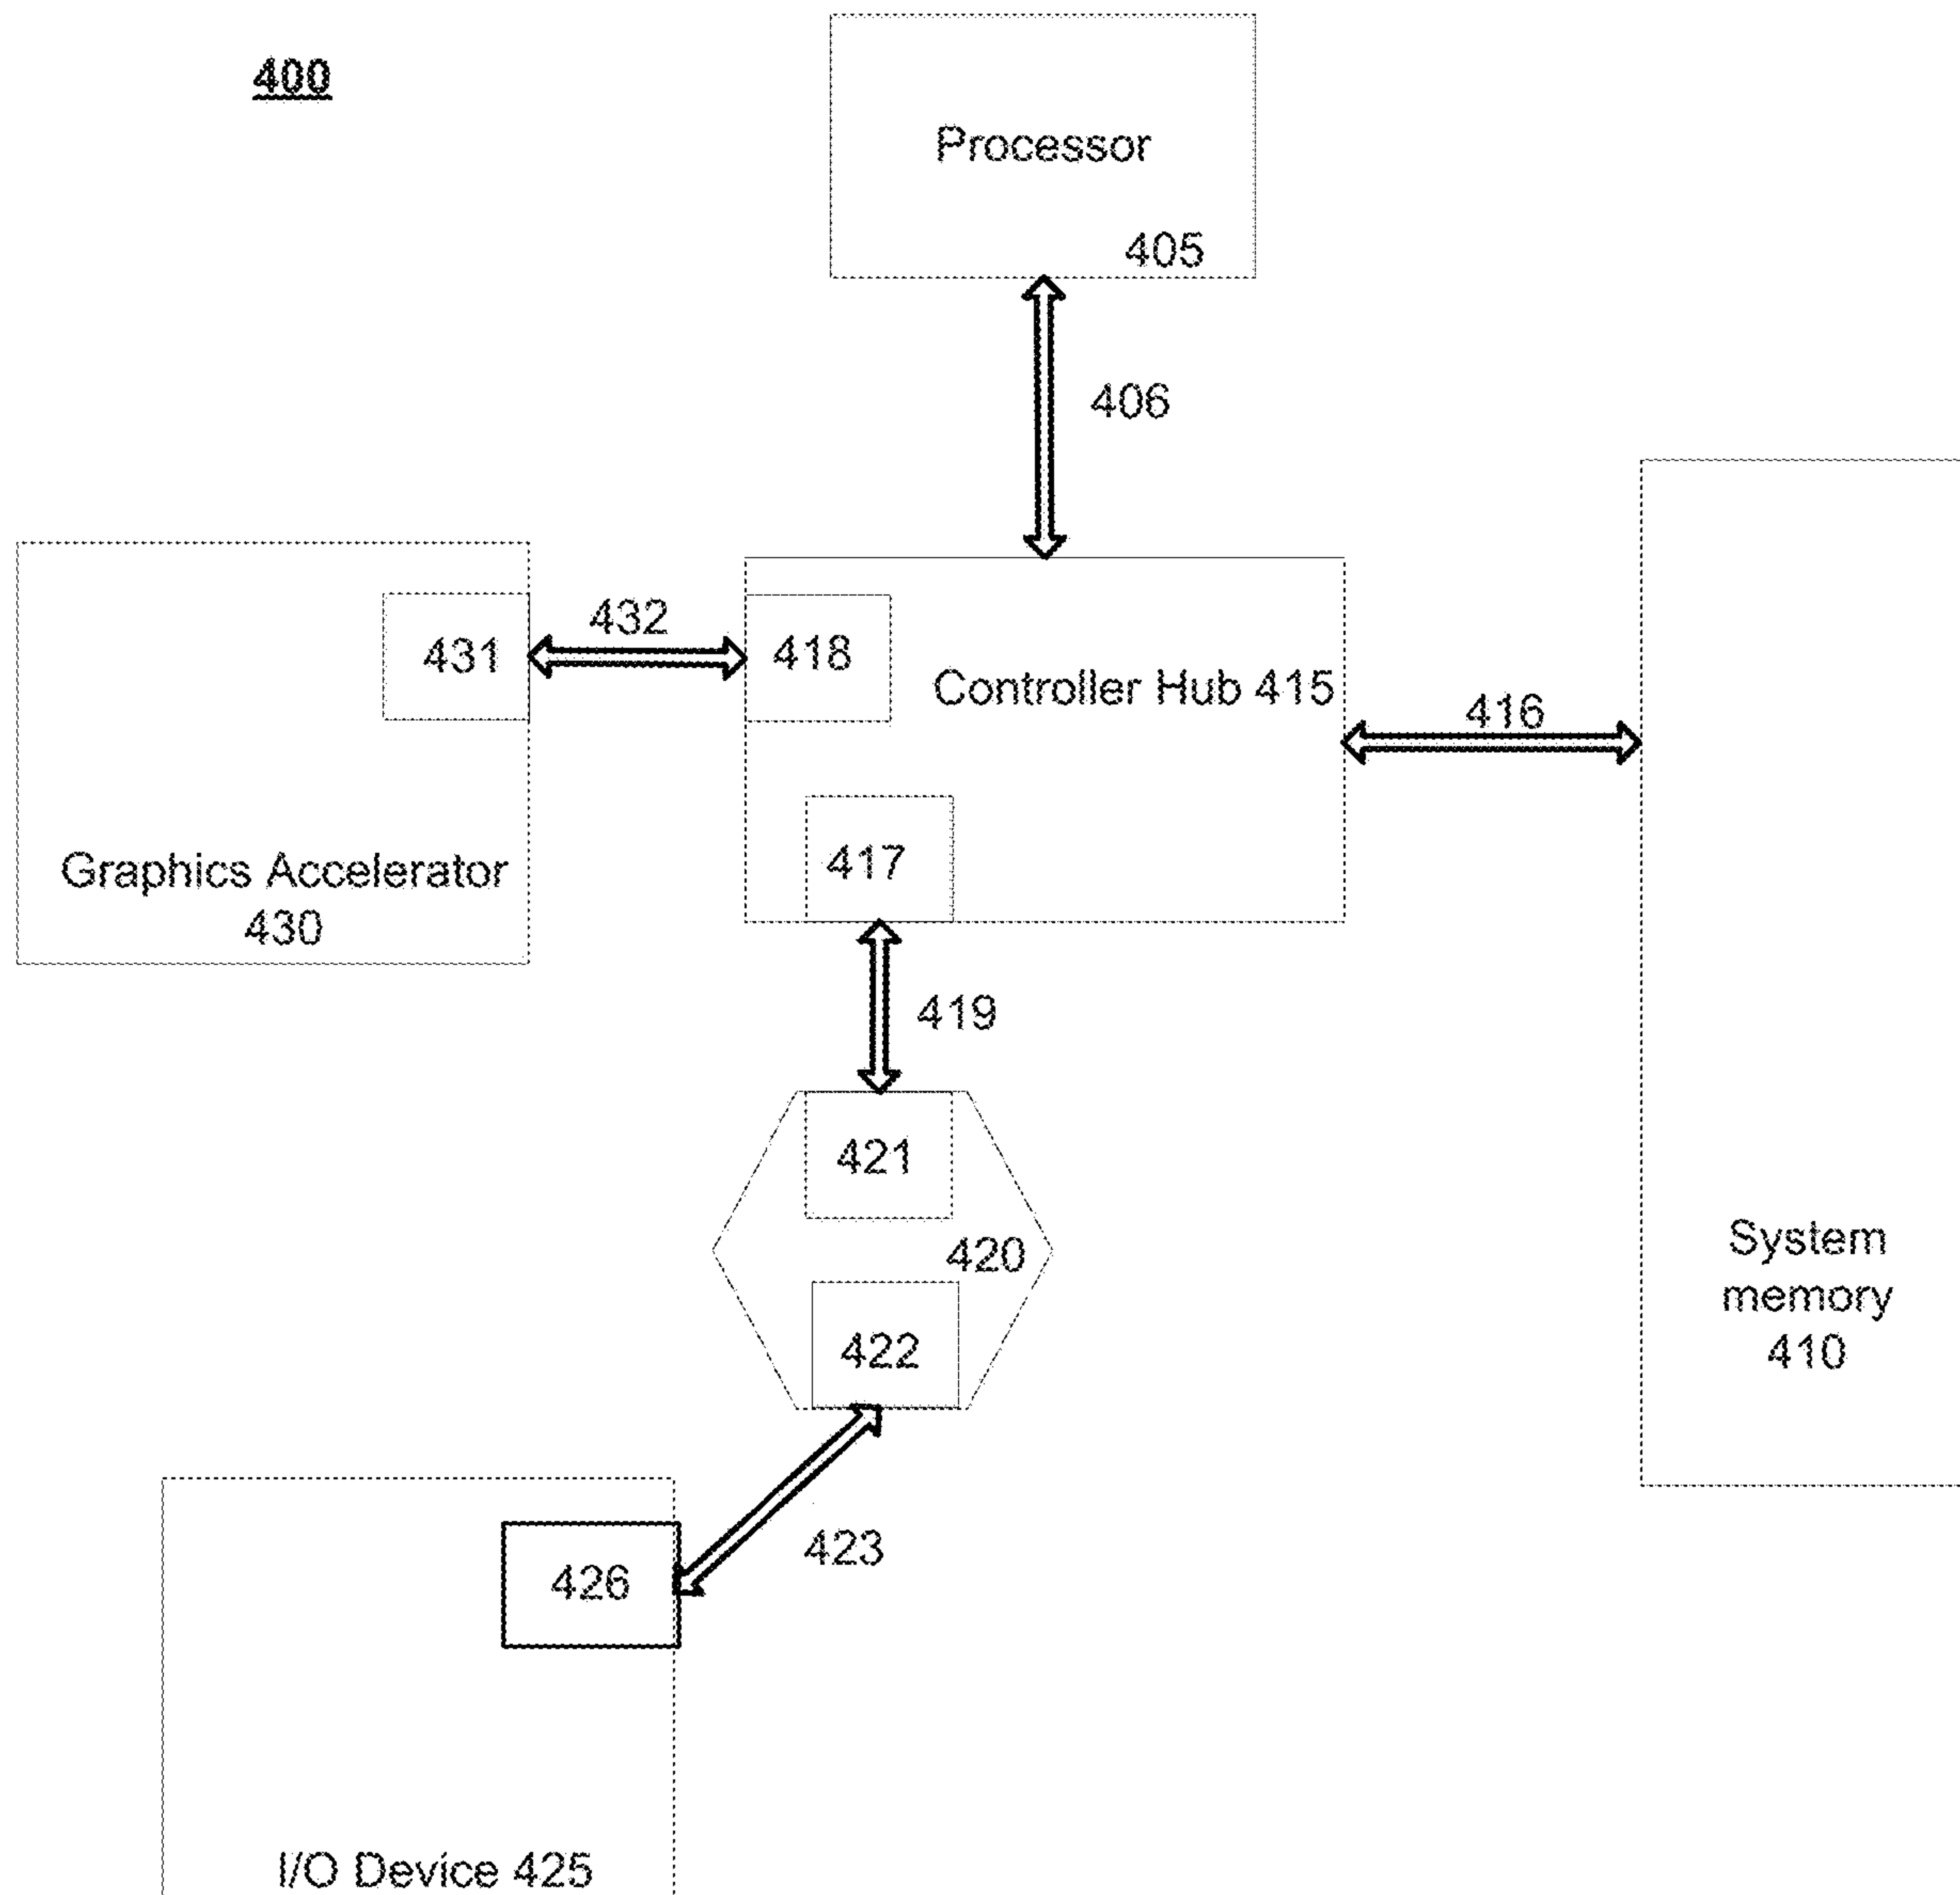 400
Processor
405
406
431
432
418
Controller Hub 415
416
417
Graphics Accelerator
430
419
421
420
422
System
memory
410
423
426
I/O Device 425